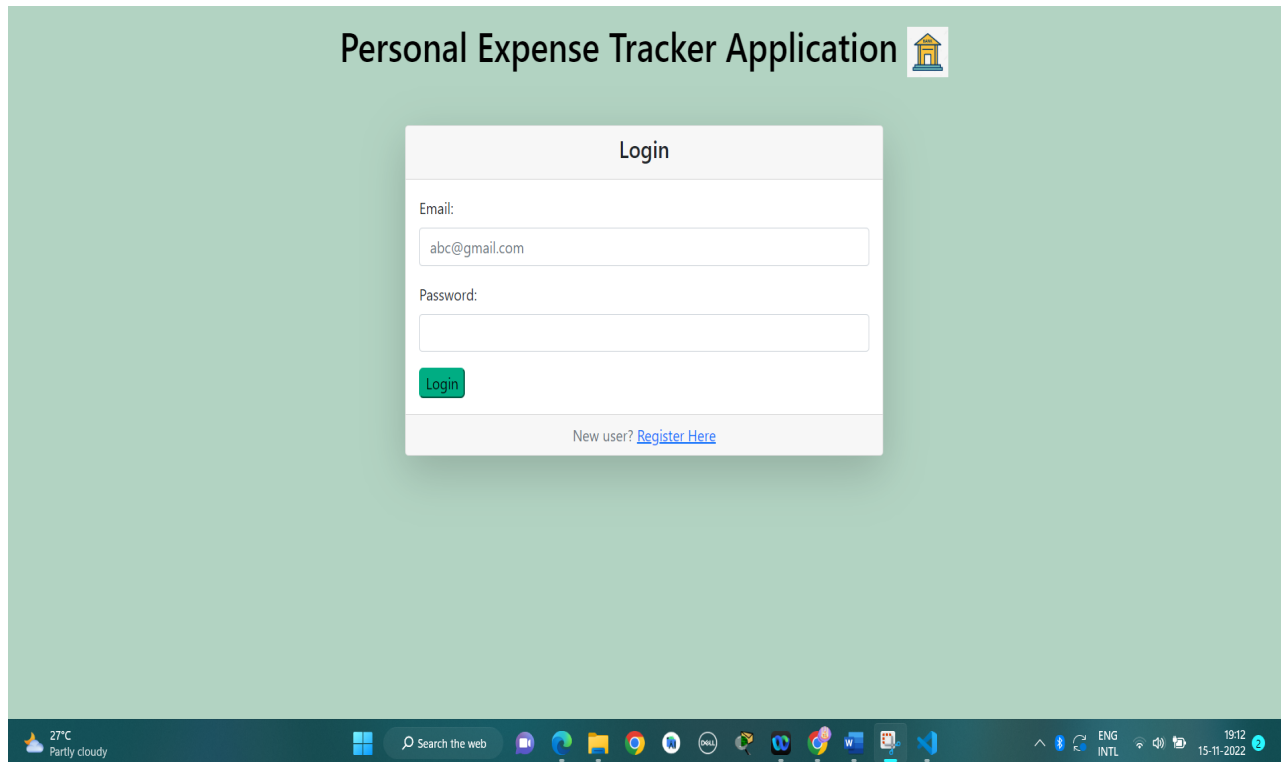 Personal Expense Tracker Application
Login
Email:
abc@gmail.com
Password:
Login
New user? Register Here
27°C
Partly cloudy
Search the web
DELL
ENG
INTL
19:12
15-11-2022
2